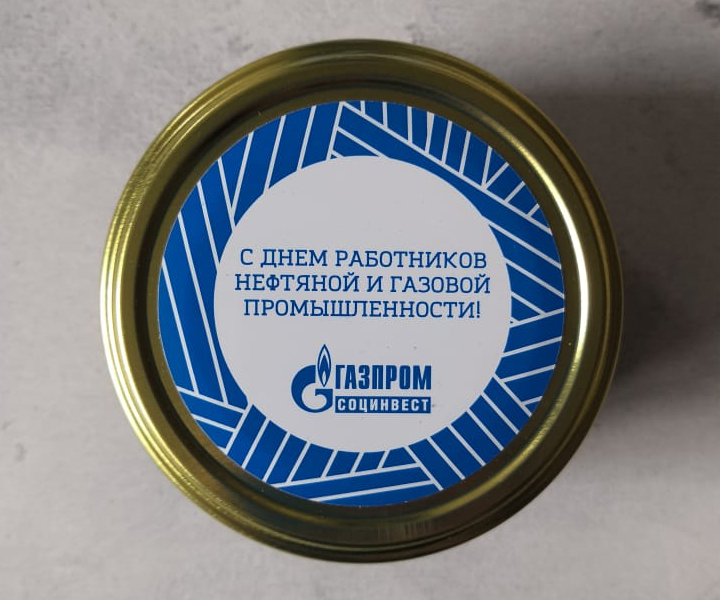 С ДНЕМ РАБОТНИКОВ
НЕФТЯНОЙ И ГАЗОВОЙ
ПРОМЫШЛЕННОСТИ!
ГАЗПРОМ
СОЦИНВЕСТ